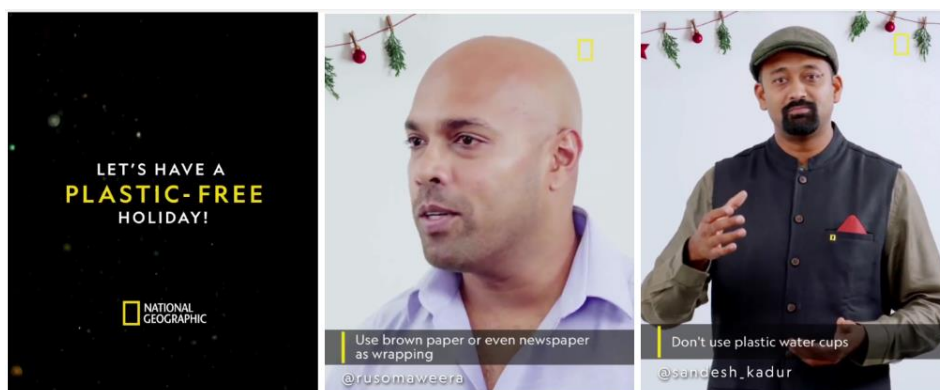 LET'S HAVE A
PLASTIC-FREE
HOLIDAY!
NATIONAL
GEOGRAPHIC
Use brown paper or even newspaper
as wrapping
@rusomaweera
Don't use plastic water cups
@sandesh_kadur